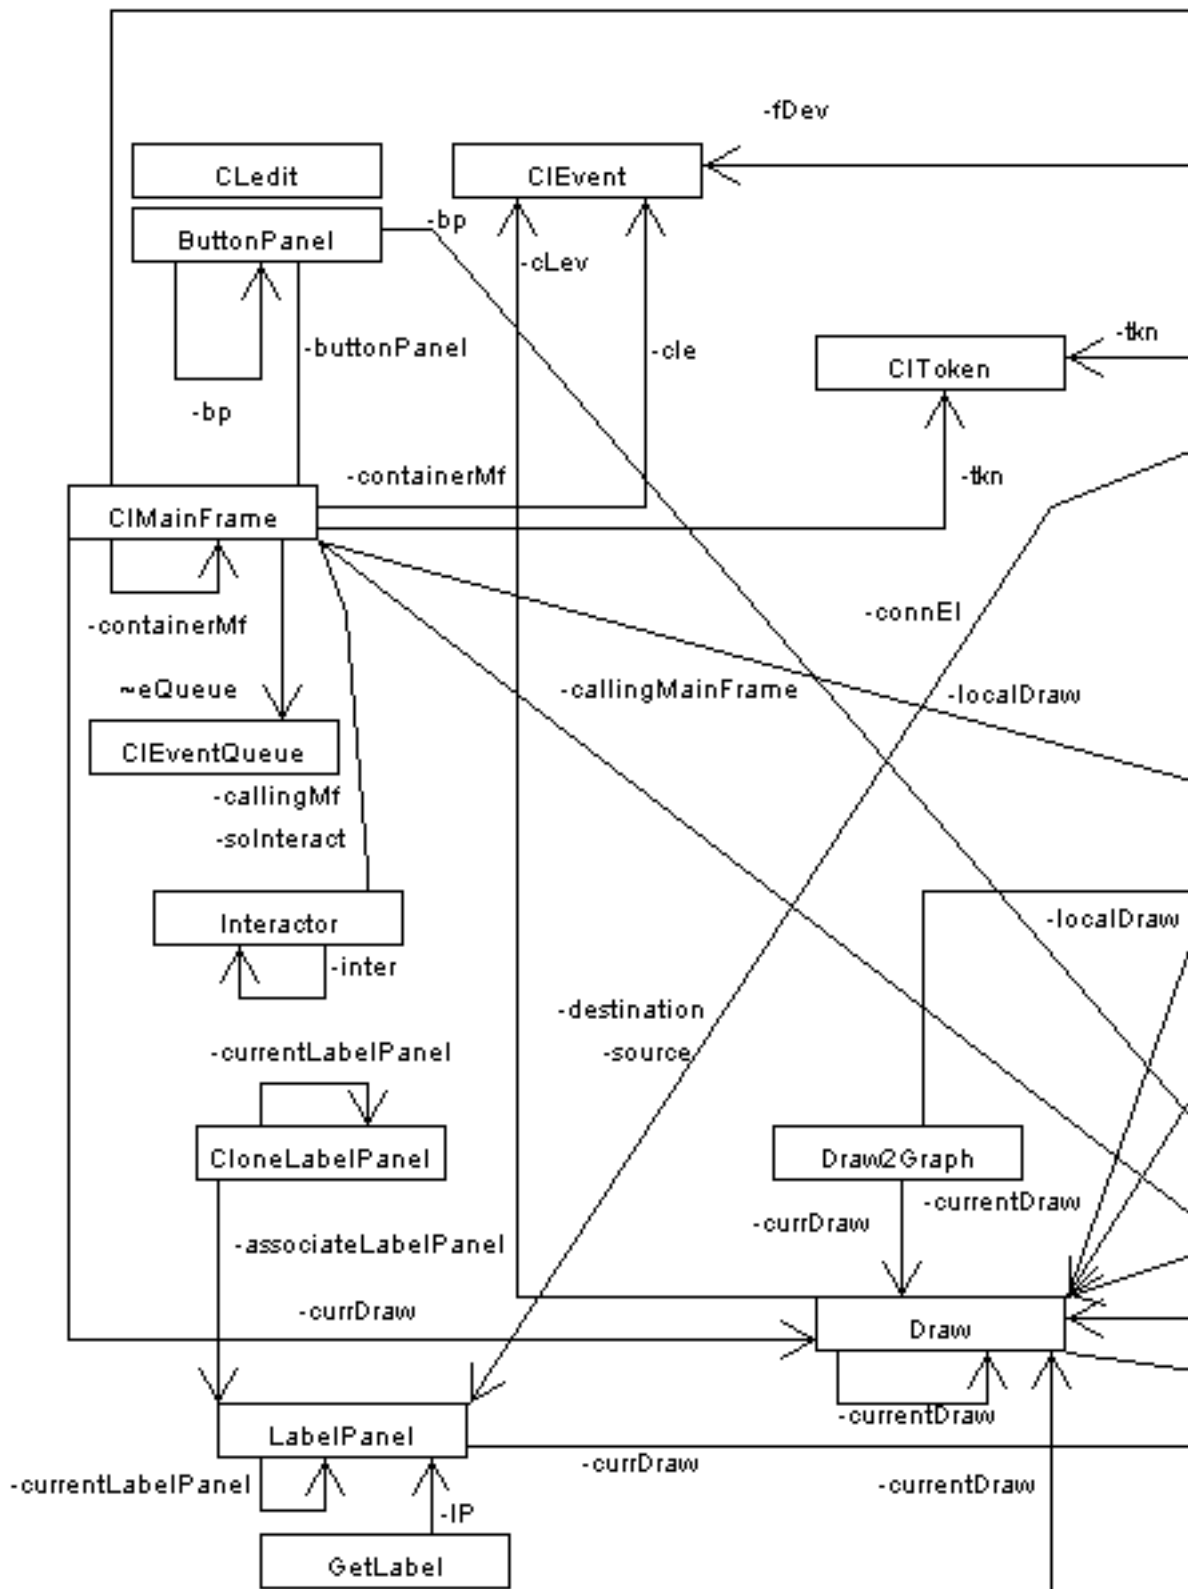 -fDev
CLedit
ClEvent
-bp
ButtonPanel
-cLev
-buttonPanel
-cle
-tkn
ClToken
-bp
-containerMf
-tkn
ClMainFrame
-containerMf
-connEl
~eQueue
-callingMainFrame
-localDraw
ClEventQueue
-callingMf
-soInteract
Interactor
-localDraw
-inter
-destination
-source
-currentLabelPanel
CloneLabelPanel
Draw2Graph
-currentDraw
-currDraw
-associateLabelPanel
-currDraw
Draw
-currentDraw
LabelPanel
-currDraw
-currentLabelPanel
-currentDraw
-lP
GetLabel